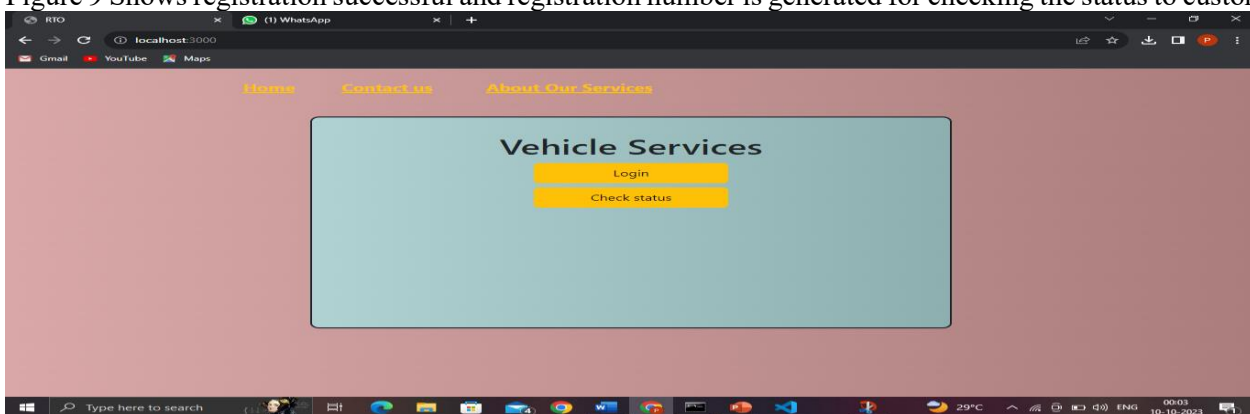 Figure 9 Shows registration successful and registration number is generated for checking the status to custom
RTO (1) WhatsApp
localhost:3000
Gmail YouTube Maps
Home Contact us About Our Services
Vehicle Services
Login
Check status
Type here to search 29°C ENG 00:03
10-10-2023